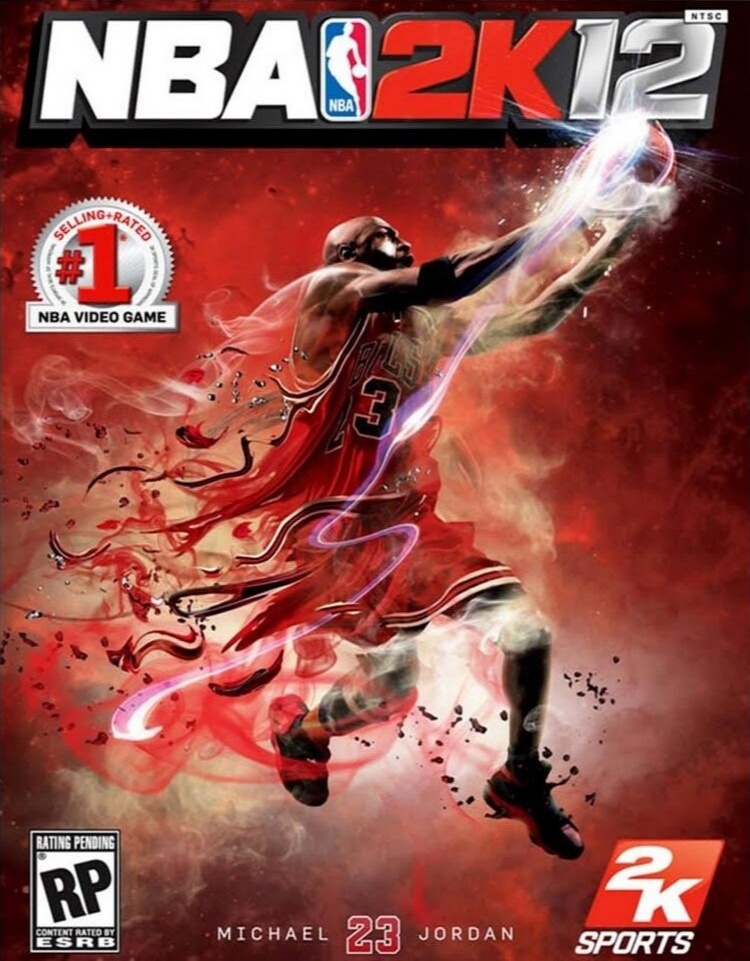 NTSC
NBA NBA 2K12
SELLING+RATED
#1
NBA VIDEO GAME
BULLS
23
RATING PENDING
RP
CONTENT RATED BY
ESRB
MICHAEL 23 JORDAN
2K
SPORTS